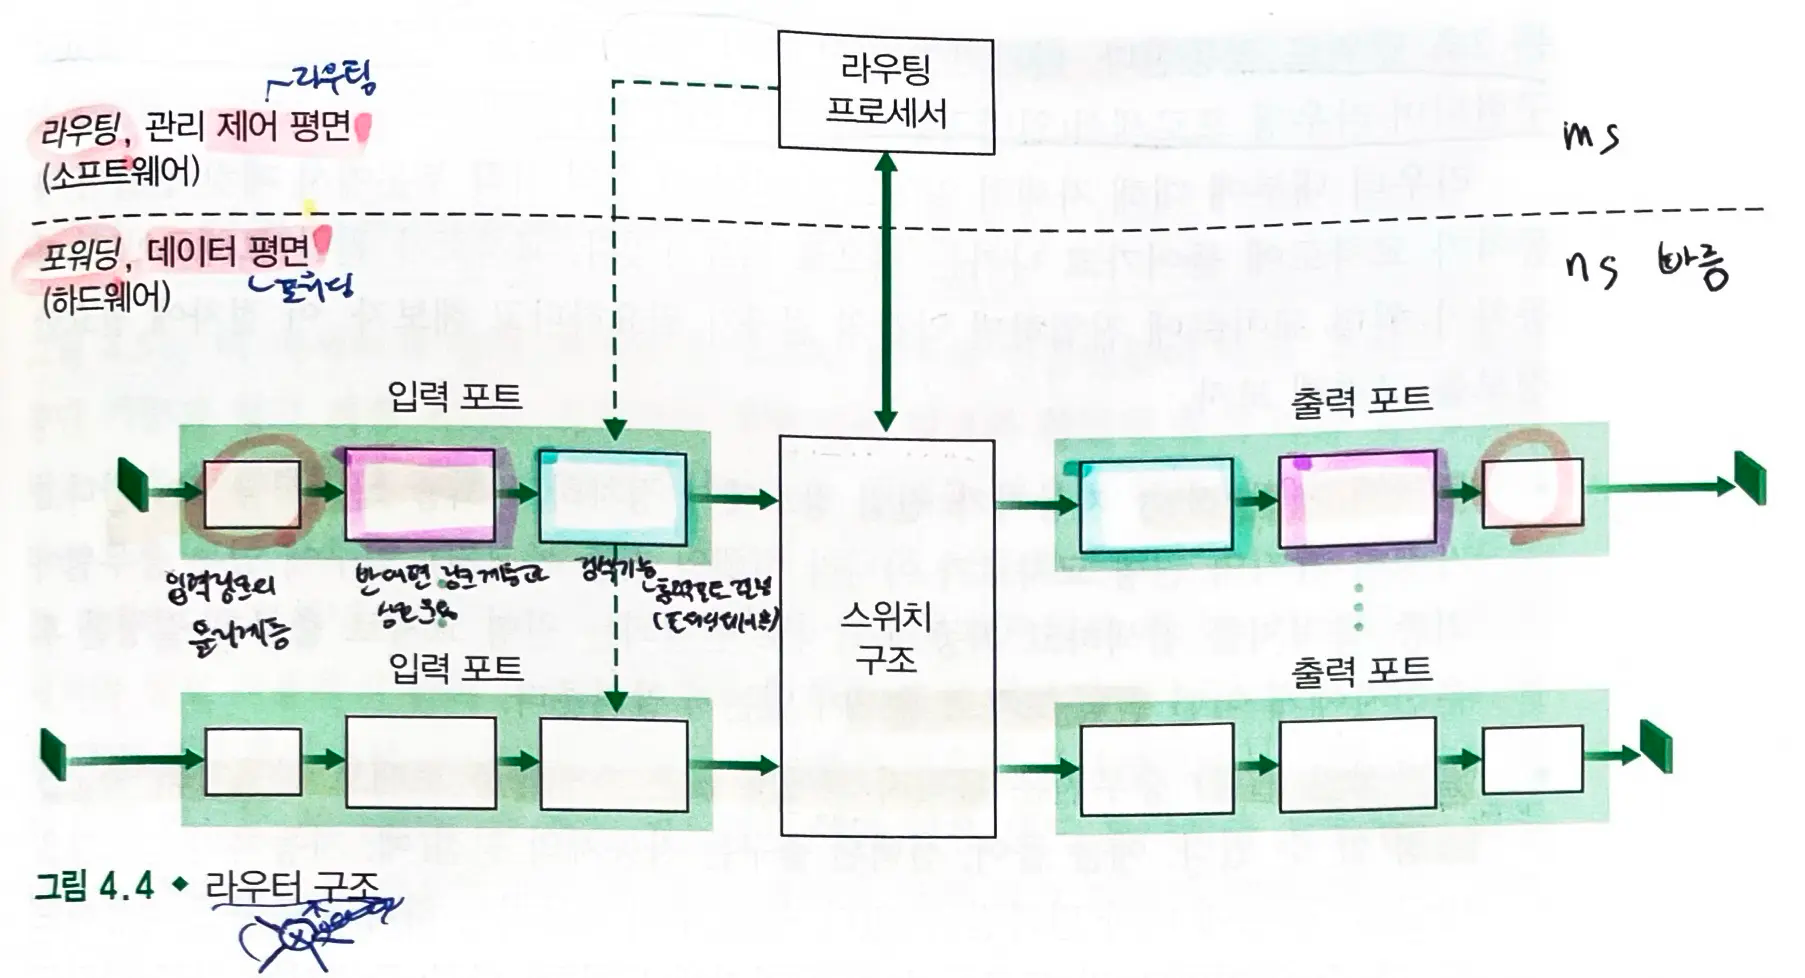 라우팅
프로세서
라우팅
라우팅, 관리 제어 평면
(소프트웨어)
ms
포워딩, 데이터 평면
(하드웨어)
포워딩
ns 빠름
입력 포트
출력 포트
입력링크의
물리계층
반대편 링크계층과
상호운용
검색기능
출력포트 결정
(포워딩테이블)
스위치
구조
입력 포트
출력 포트
그림 4.4 ◆ 라우터 구조